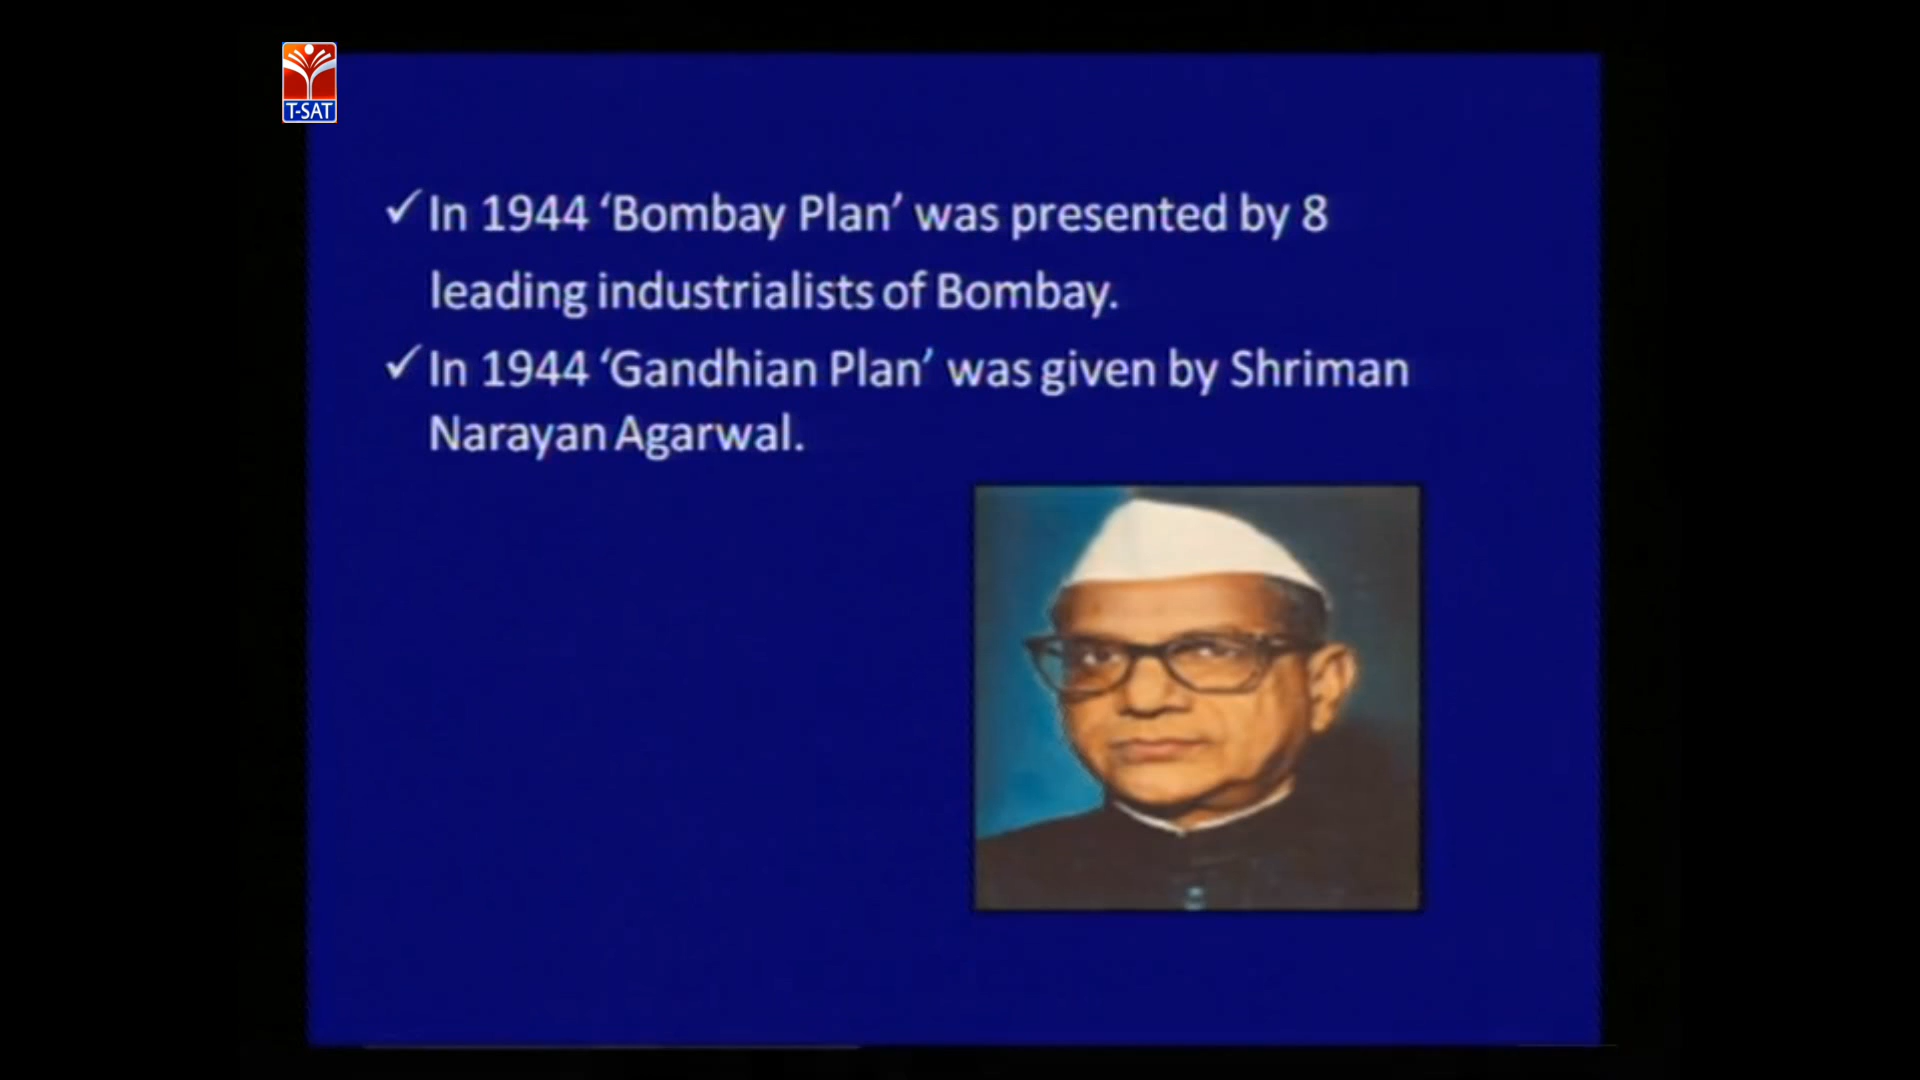 T-SAT
✓ In 1944 ‘Bombay Plan’ was presented by 8
leading industrialists of Bombay.
✓ In 1944 ‘Gandhian Plan’ was given by Shriman
Narayan Agarwal.